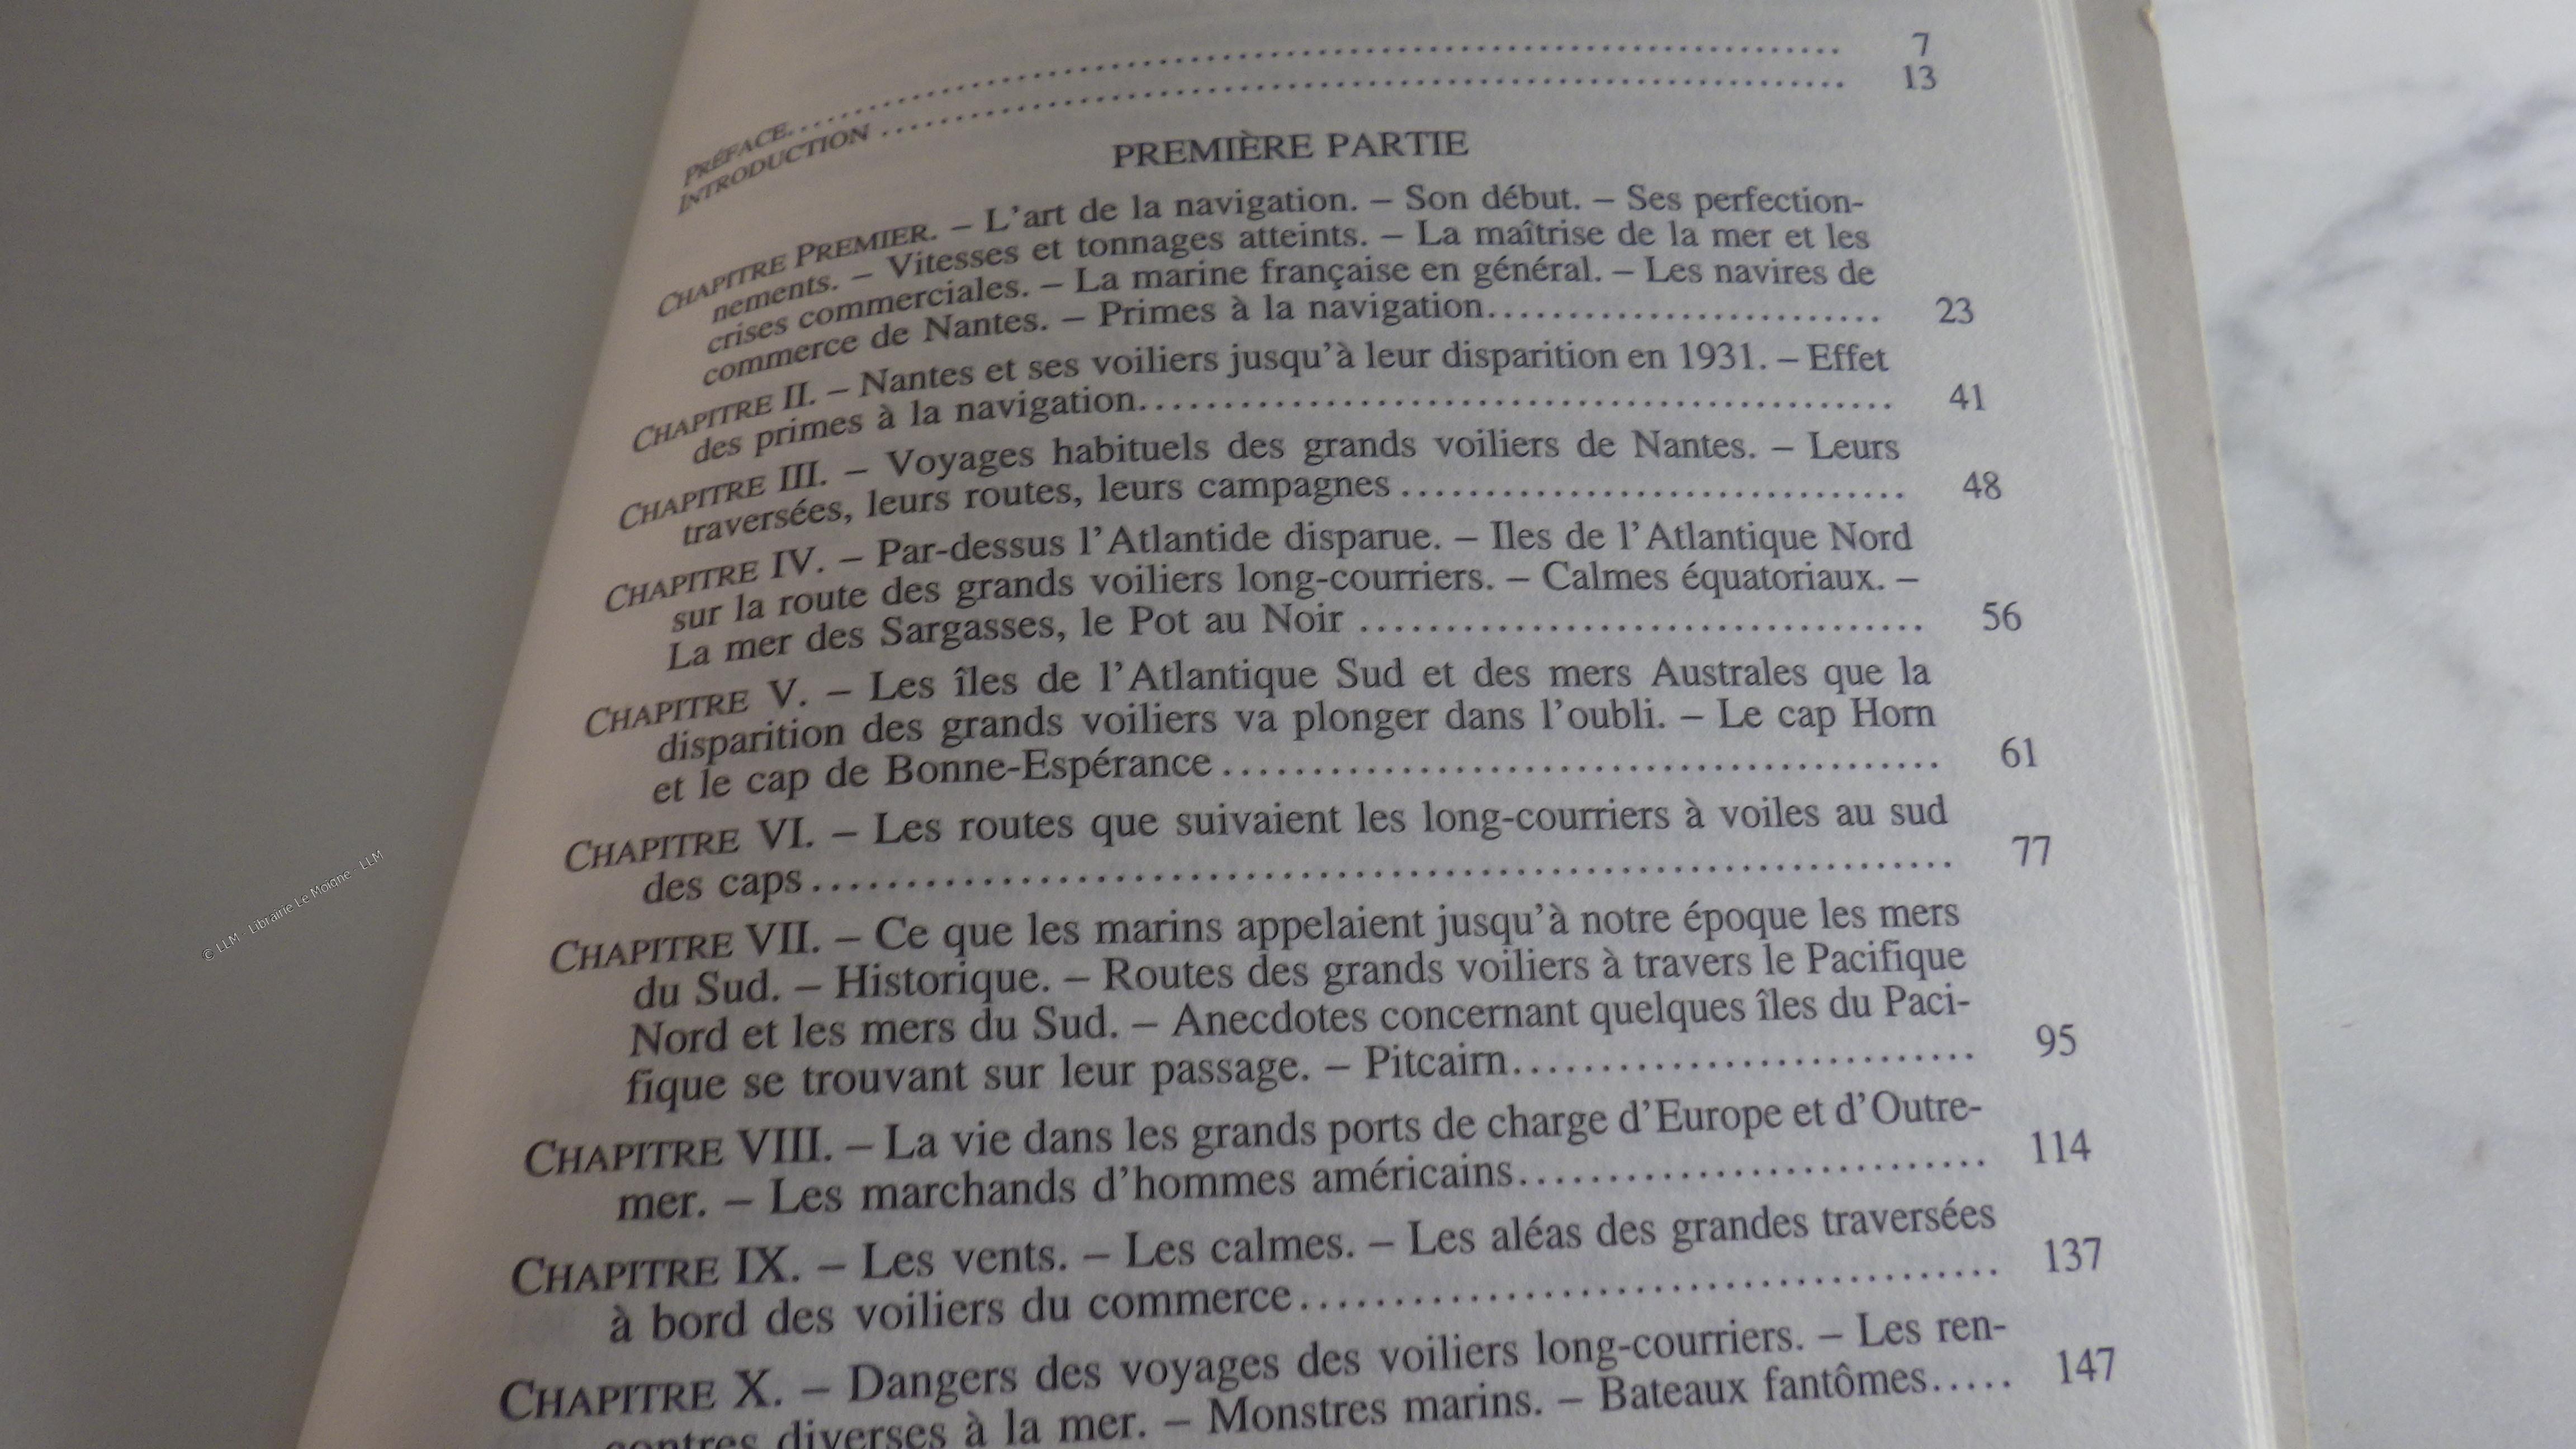 PRÉFACE........................................ 7
INTRODUCTION ........................................ 13
PREMIÈRE PARTIE
CHAPITRE PREMIER. – L'art de la navigation. – Son début. – Ses perfection-
nements. – Vitesses et tonnages atteints. – La maîtrise de la mer et les
crises commerciales. – La marine française en général. – Les navires de
commerce de Nantes. – Primes à la navigation........................ 23
CHAPITRE II. – Nantes et ses voiliers jusqu'à leur disparition en 1931. – Effet
des primes à la navigation........................................ 41
CHAPITRE III. – Voyages habituels des grands voiliers de Nantes. – Leurs
traversées, leurs routes, leurs campagnes ................................ 48
CHAPITRE IV. – Par-dessus l'Atlantide disparue. – Iles de l'Atlantique Nord
sur la route des grands voiliers long-courriers. – Calmes équatoriaux. –
La mer des Sargasses, le Pot au Noir ................................ 56
CHAPITRE V. – Les îles de l'Atlantique Sud et des mers Australes que la
disparition des grands voiliers va plonger dans l'oubli. – Le cap Horn
et le cap de Bonne-Espérance ........................................ 61
CHAPITRE VI. – Les routes que suivaient les long-courriers à voiles au sud
des caps ........................................ 77
CHAPITRE VII. – Ce que les marins appelaient jusqu'à notre époque les mers
du Sud. – Historique. – Routes des grands voiliers à travers le Pacifique
Nord et les mers du Sud. – Anecdotes concernant quelques îles du Paci-
fique se trouvant sur leur passage. – Pitcairn............................ 95
CHAPITRE VIII. – La vie dans les grands ports de charge d'Europe et d'Outre-
mer. – Les marchands d'hommes américains............................ 114
CHAPITRE IX. – Les vents. – Les calmes. – Les aléas des grandes traversées
à bord des voiliers du commerce........................................ 137
CHAPITRE X. – Dangers des voyages des voiliers long-courriers. – Les ren-
contres diverses à la mer. – Monstres marins. – Bateaux fantômes..... 147
© LLM - Librairie Le Moigne - LLM